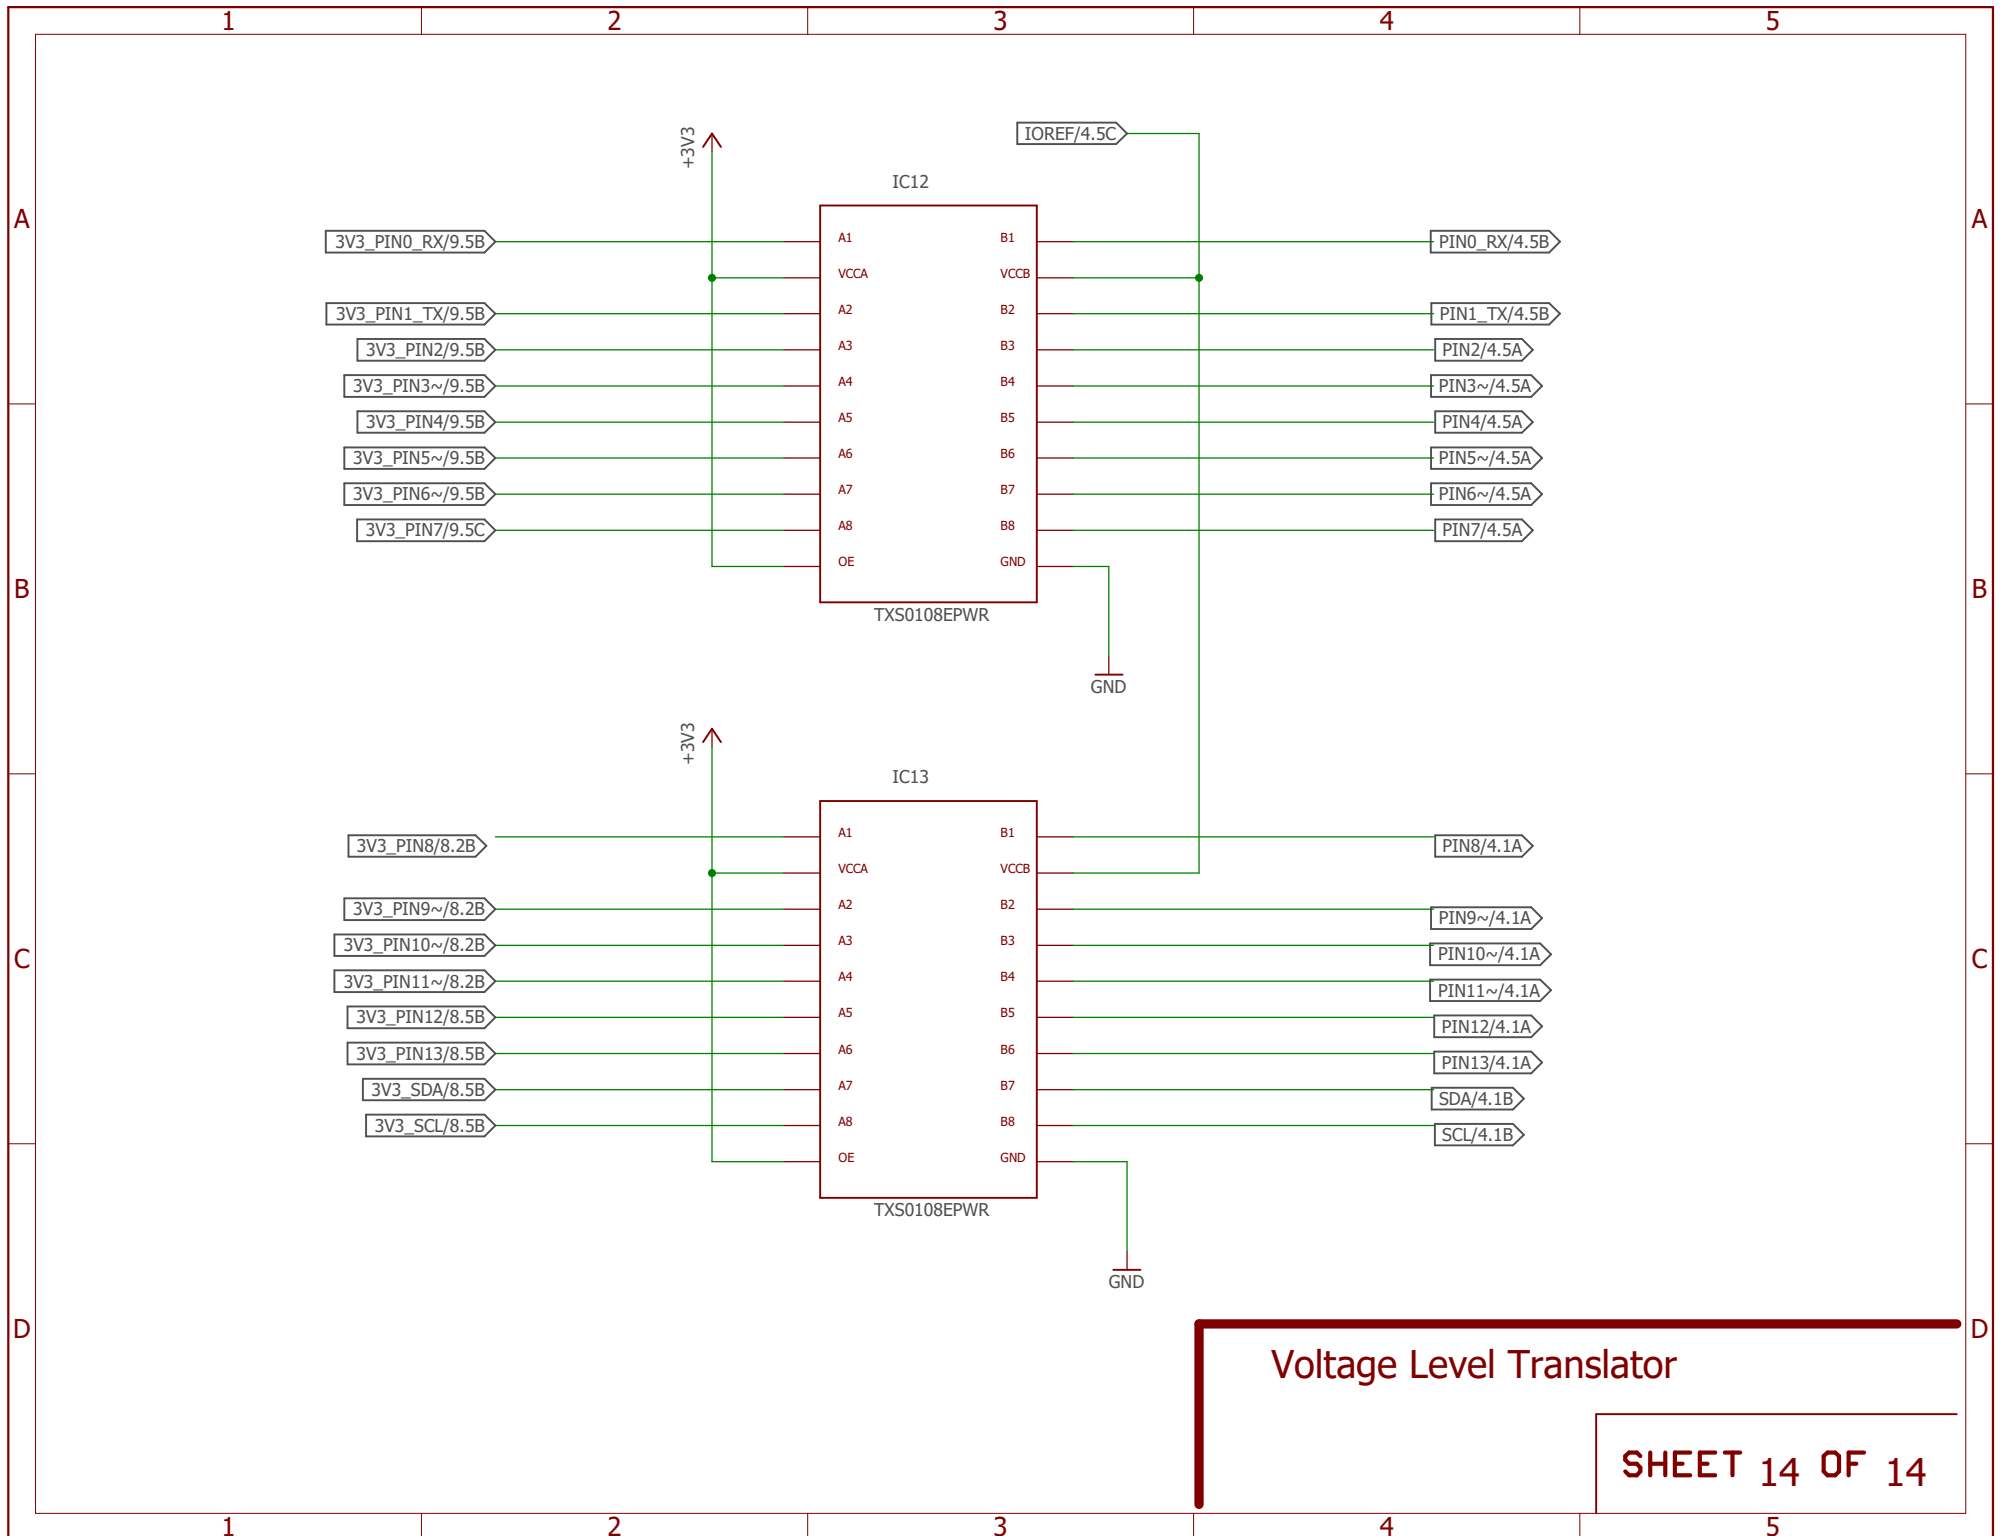 1 2 3 4 5
+3V3
IOREF/4.5C
IC12
A A
3V3_PIN0_RX/9.5B A1 B1 PIN0_RX/4.5B
VCCA VCCB
3V3_PIN1_TX/9.5B A2 B2 PIN1_TX/4.5B
3V3_PIN2/9.5B A3 B3 PIN2/4.5A
3V3_PIN3~/9.5B A4 B4 PIN3~/4.5A
3V3_PIN4/9.5B A5 B5 PIN4/4.5A
3V3_PIN5~/9.5B A6 B6 PIN5~/4.5A
3V3_PIN6~/9.5B A7 B7 PIN6~/4.5A
3V3_PIN7/9.5C A8 B8 PIN7/4.5A
OE GND
B B
TXS0108EPWR
GND
+3V3
IC13
3V3_PIN8/8.2B A1 B1 PIN8/4.1A
VCCA VCCB
3V3_PIN9~/8.2B A2 B2 PIN9~/4.1A
3V3_PIN10~/8.2B A3 B3 PIN10~/4.1A
C C
3V3_PIN11~/8.2B A4 B4 PIN11~/4.1A
3V3_PIN12/8.5B A5 B5 PIN12/4.1A
3V3_PIN13/8.5B A6 B6 PIN13/4.1A
3V3_SDA/8.5B A7 B7 SDA/4.1B
3V3_SCL/8.5B A8 B8 SCL/4.1B
OE GND
TXS0108EPWR
GND
D D
Voltage Level Translator
SHEET 14 OF 14
1 2 3 4 5